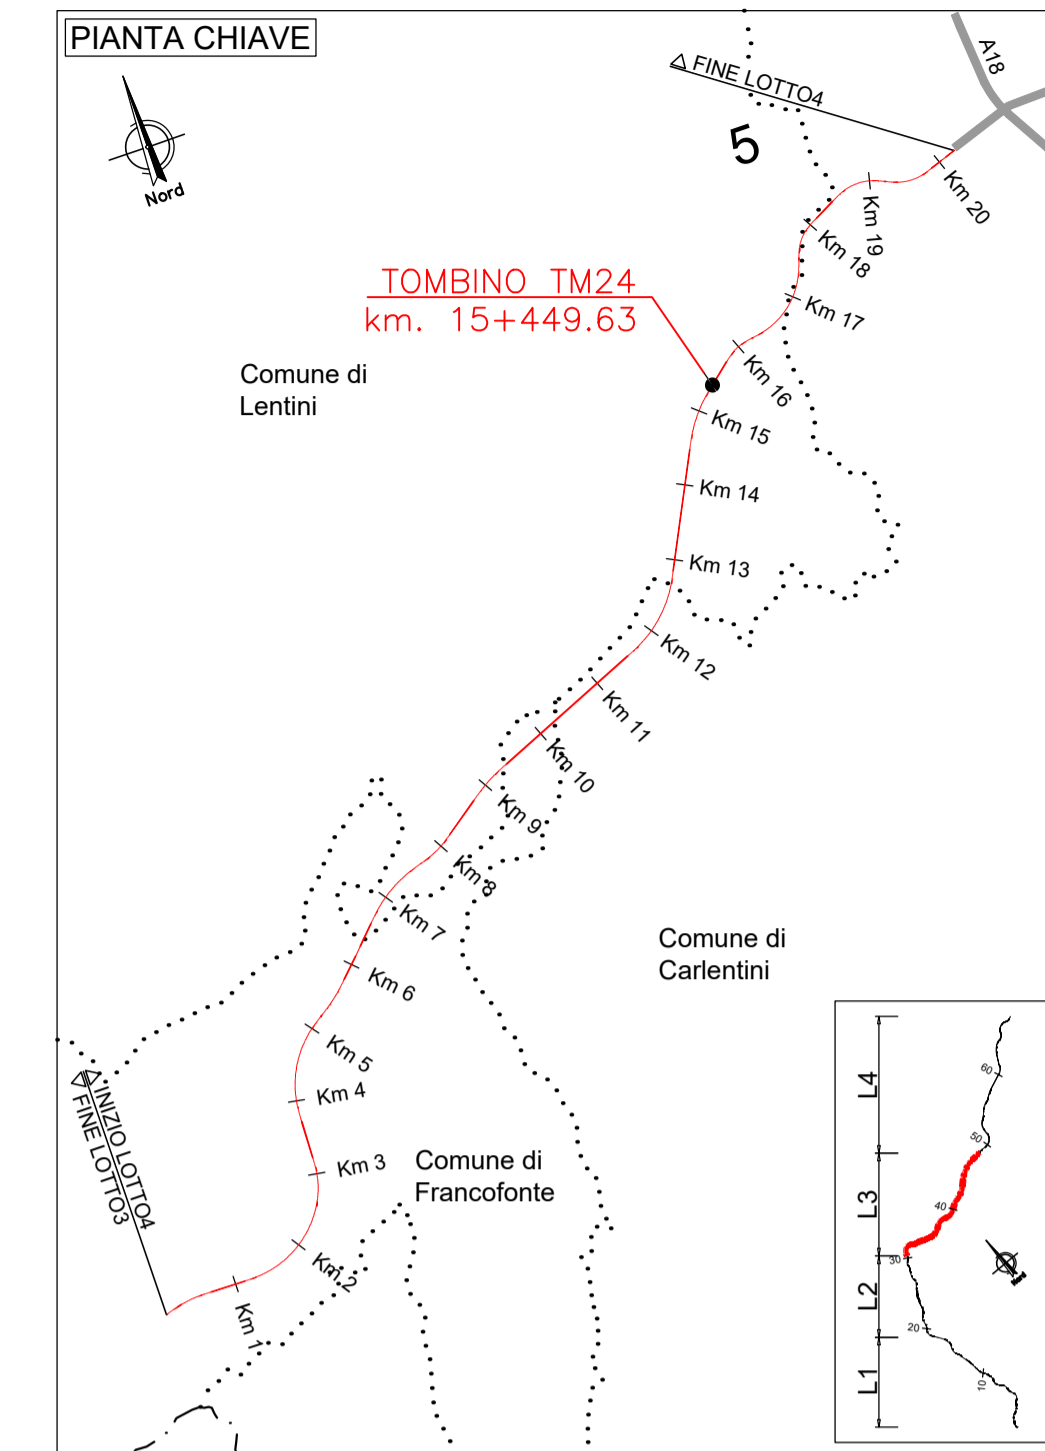 PIANTA CHIAVE
Nord
A18
FINE LOTTO4
5
Km 20
Km 19
Km 18
Km 17
TOMBINO TM24
km. 15+449.63
Km 16
Comune di
Lentini
Km 15
Km 14
Km 13
Km 12
Km 11
Km 10
Km 9
Km 8
Km 7
Comune di
Carlentini
Km 6
Km 5
Km 4
INIZIO LOTTO4
FINE LOTTO3
Km 3
Comune di
Francofonte
Km 2
Km 1
L4
L3
L2
L1
60
50
40
30
20
10